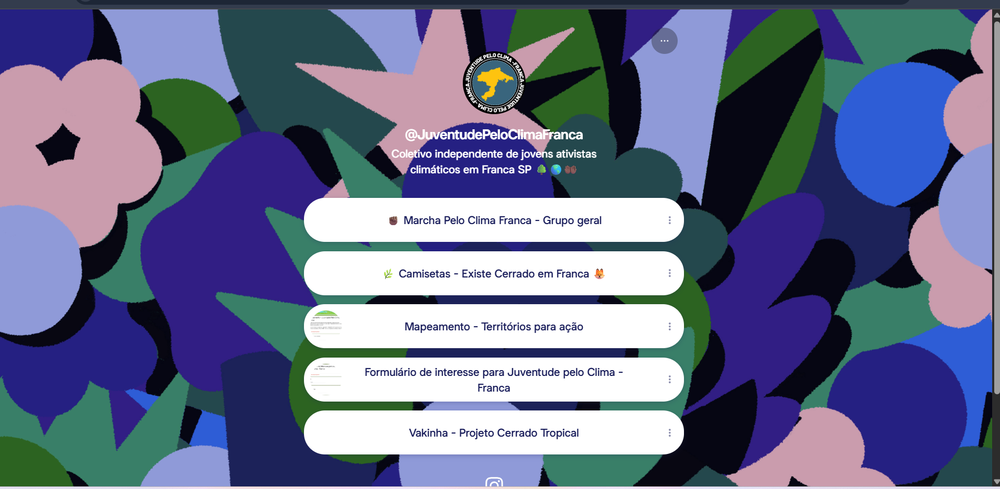 JUVENTUDE PELO CLIMA - FRANCA JUVENTUDE PELO CLIMA - FRANCA
@JuventudePeloClimaFranca
Coletivo independente de jovens ativistas
climáticos em Franca SP 🌳 🌎 👐🏿
✊🏿 Marcha Pelo Clima Franca - Grupo geral
🌿 Camisetas - Existe Cerrado em Franca 🦊
Mapeamento - Territórios para ação
Formulário de interesse para Juventude pelo Clima -
Franca
Vakinha - Projeto Cerrado Tropical